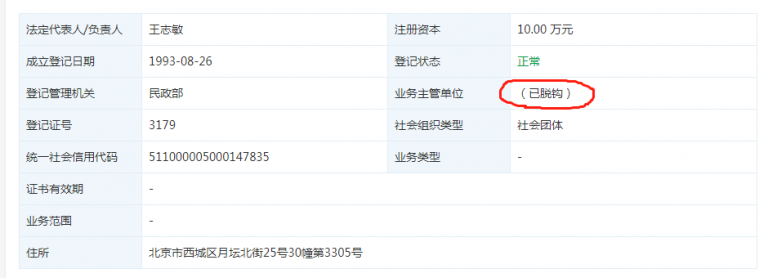 法定代表人/负责人 王志敏 注册资本 10.00 万元
成立登记日期 1993-08-26 登记状态 正常
登记管理机关 民政部 业务主管单位 （已脱钩）
登记证号 3179 社会组织类型 社会团体
统一社会信用代码 511000005000147835 业务类型 -
证书有效期 -
业务范围 -
住所 北京市西城区月坛北街25号30幢第3305号